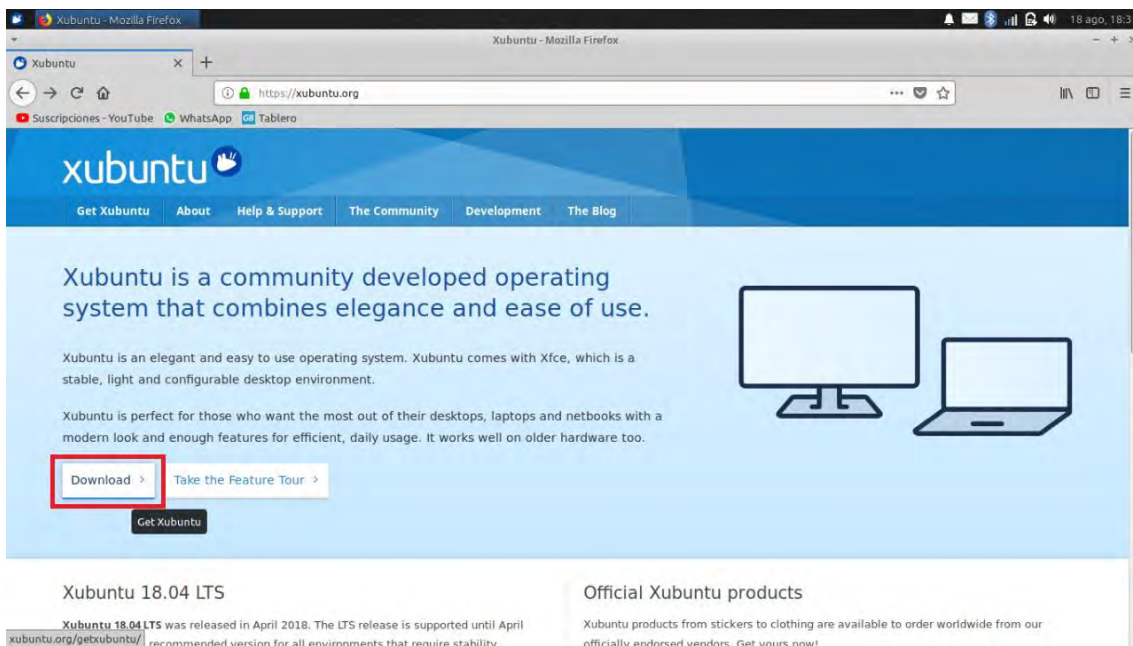 Xubuntu - Mozilla Firefox
18 ago, 18:3
Xubuntu - Mozilla Firefox
Xubuntu
https://xubuntu.org
Suscripciones - YouTube WhatsApp Tablero
xubuntu
Get Xubuntu About Help & Support The Community Development The Blog
Xubuntu is a community developed operating
system that combines elegance and ease of use.
Xubuntu is an elegant and easy to use operating system. Xubuntu comes with Xfce, which is a
stable, light and configurable desktop environment.
Xubuntu is perfect for those who want the most out of their desktops, laptops and netbooks with a
modern look and enough features for efficient, daily usage. It works well on older hardware too.
Download > Take the Feature Tour >
Get Xubuntu
Xubuntu 18.04 LTS
Xubuntu 18.04 LTS was released in April 2018. The LTS release is supported until April
recommended version for all environments that require stability.
Official Xubuntu products
Xubuntu products from stickers to clothing are available to order worldwide from our
officially endorsed vendors. Get yours now!
xubuntu.org/getxubuntu/